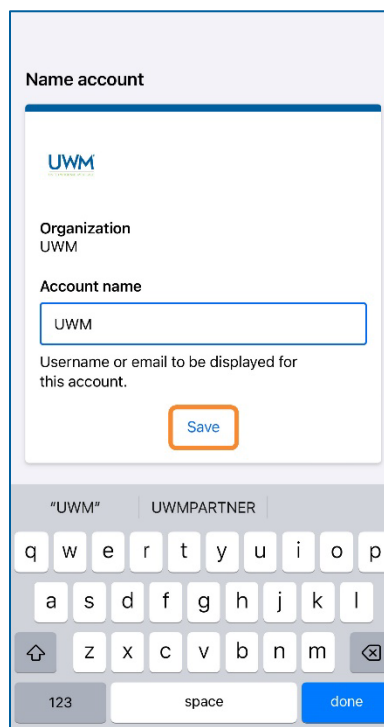 Name account
UWM
Organization
UWM
Account name
UWM
Username or email to be displayed for
this account.
Save
"UWM" UWMPARTNER
q w e r t y u i o p
a s d f g h j k l
z x c v b n m
123 space done